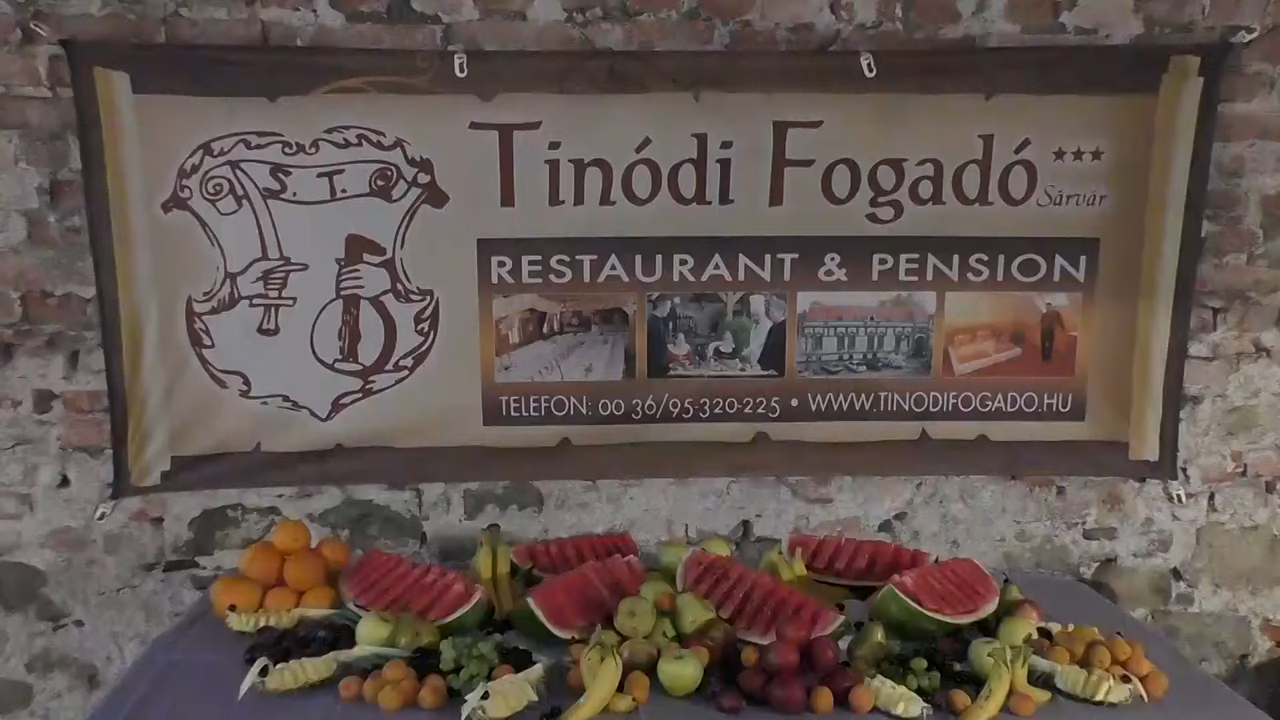 S. T.
Tinódi Fogadó***
Sárvár
RESTAURANT & PENSION
TELEFON: 00 36/95-320-225 • WWW.TINODIFOGADO.HU